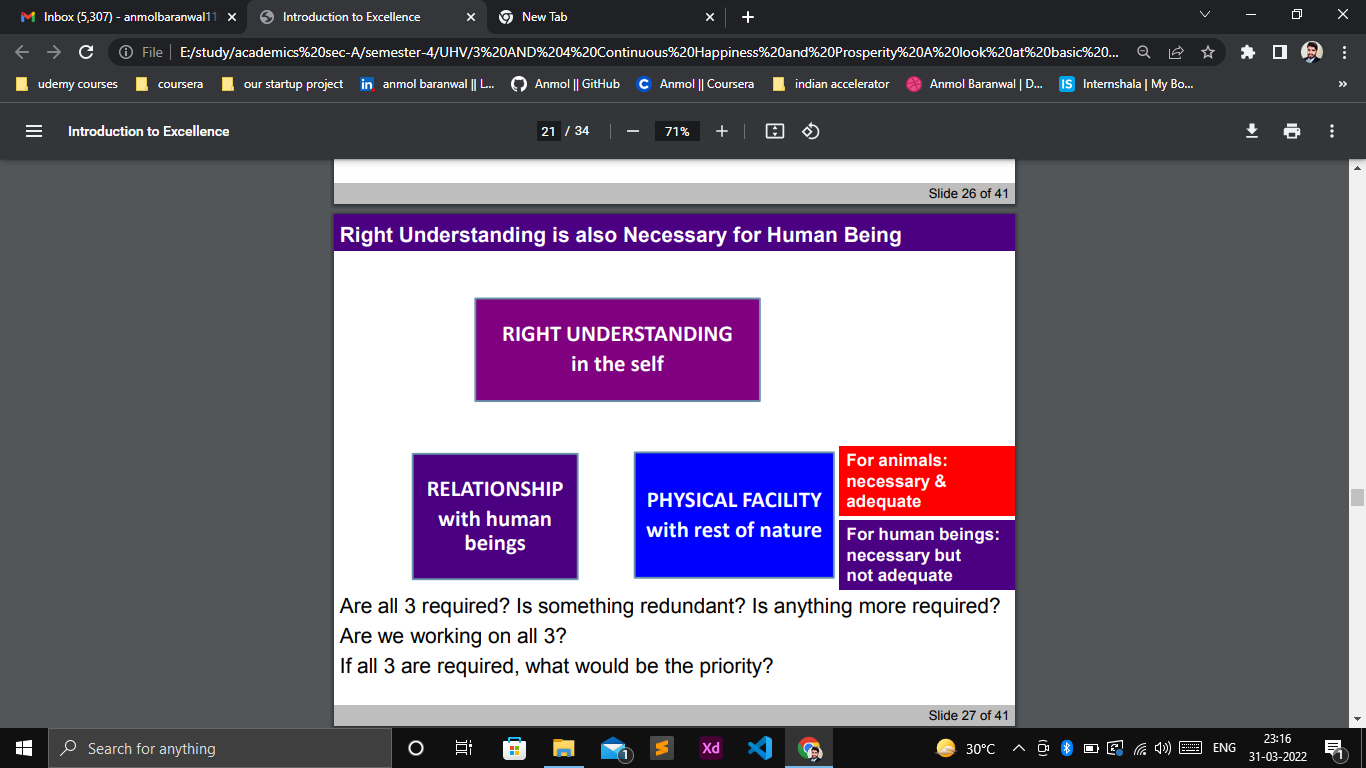 Inbox (5,307) - anmolbaranwal11
Introduction to Excellence
New Tab
File
E:/study/academics%20sec-A/semester-4/UHV/3%20AND%204%20Continuous%20Happiness%20and%20Prosperity%20A%20look%20at%20basic%20...
udemy courses
coursera
our startup project
anmol baranwal || L...
Anmol || GitHub
Anmol || Coursera
indian accelerator
Anmol Baranwal | D...
Internshala | My Bo...
»
Introduction to Excellence
21 / 34
71%
Slide 26 of 41
Right Understanding is also Necessary for Human Being
RIGHT UNDERSTANDING
in the self
RELATIONSHIP
with human
beings
PHYSICAL FACILITY
with rest of nature
For animals:
necessary &
adequate
For human beings:
necessary but
not adequate
Are all 3 required? Is something redundant? Is anything more required?
Are we working on all 3?
If all 3 are required, what would be the priority?
Slide 27 of 41
Search for anything
1
Xd
30°C
ENG
23:16
31-03-2022
1